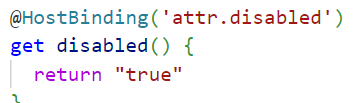 @HostBinding('attr.disabled')
get disabled() {
  return "true"
}